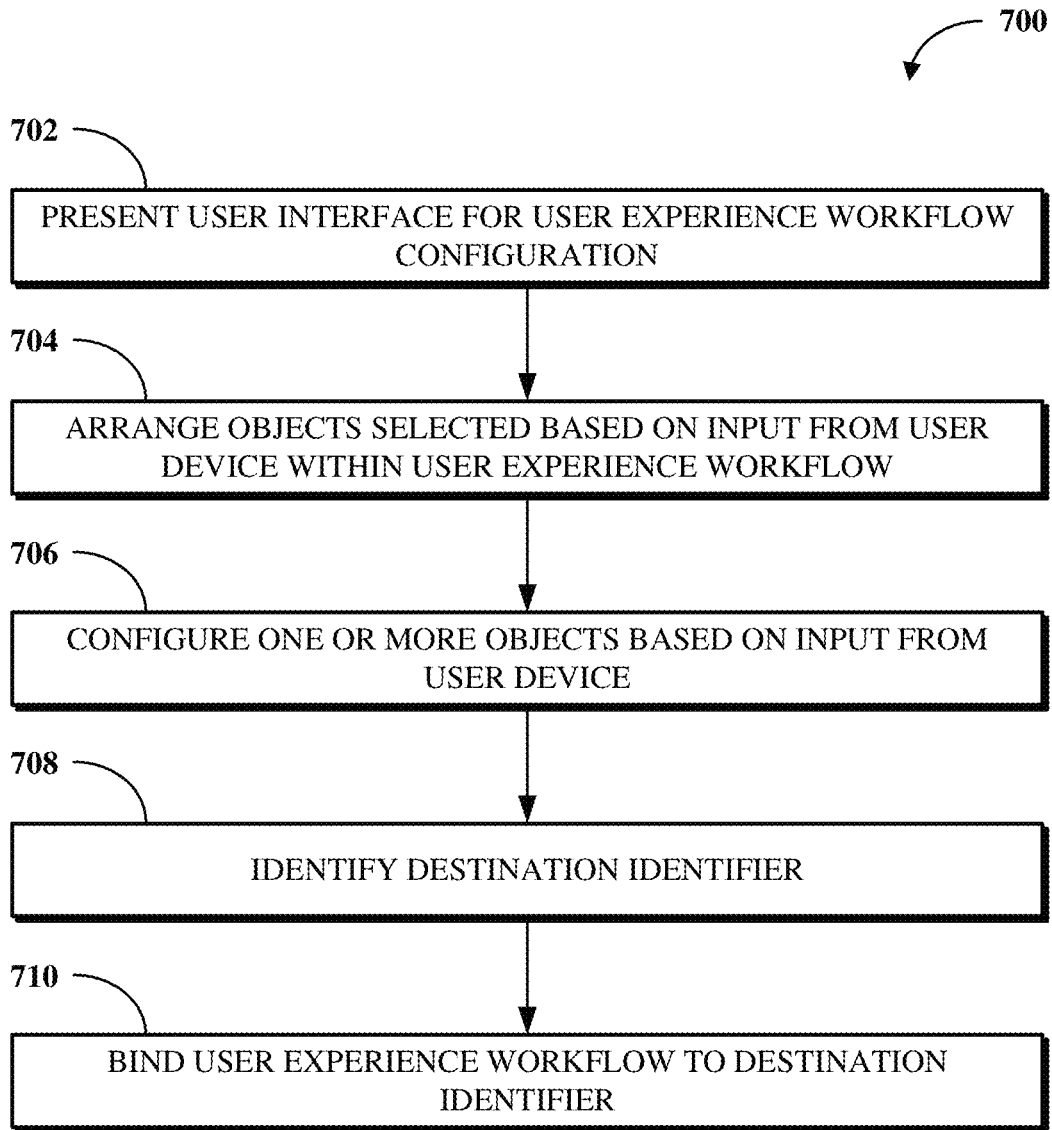 700
702
PRESENT USER INTERFACE FOR USER EXPERIENCE WORKFLOW
CONFIGURATION
704
ARRANGE OBJECTS SELECTED BASED ON INPUT FROM USER
DEVICE WITHIN USER EXPERIENCE WORKFLOW
706
CONFIGURE ONE OR MORE OBJECTS BASED ON INPUT FROM
USER DEVICE
708
IDENTIFY DESTINATION IDENTIFIER
710
BIND USER EXPERIENCE WORKFLOW TO DESTINATION
IDENTIFIER